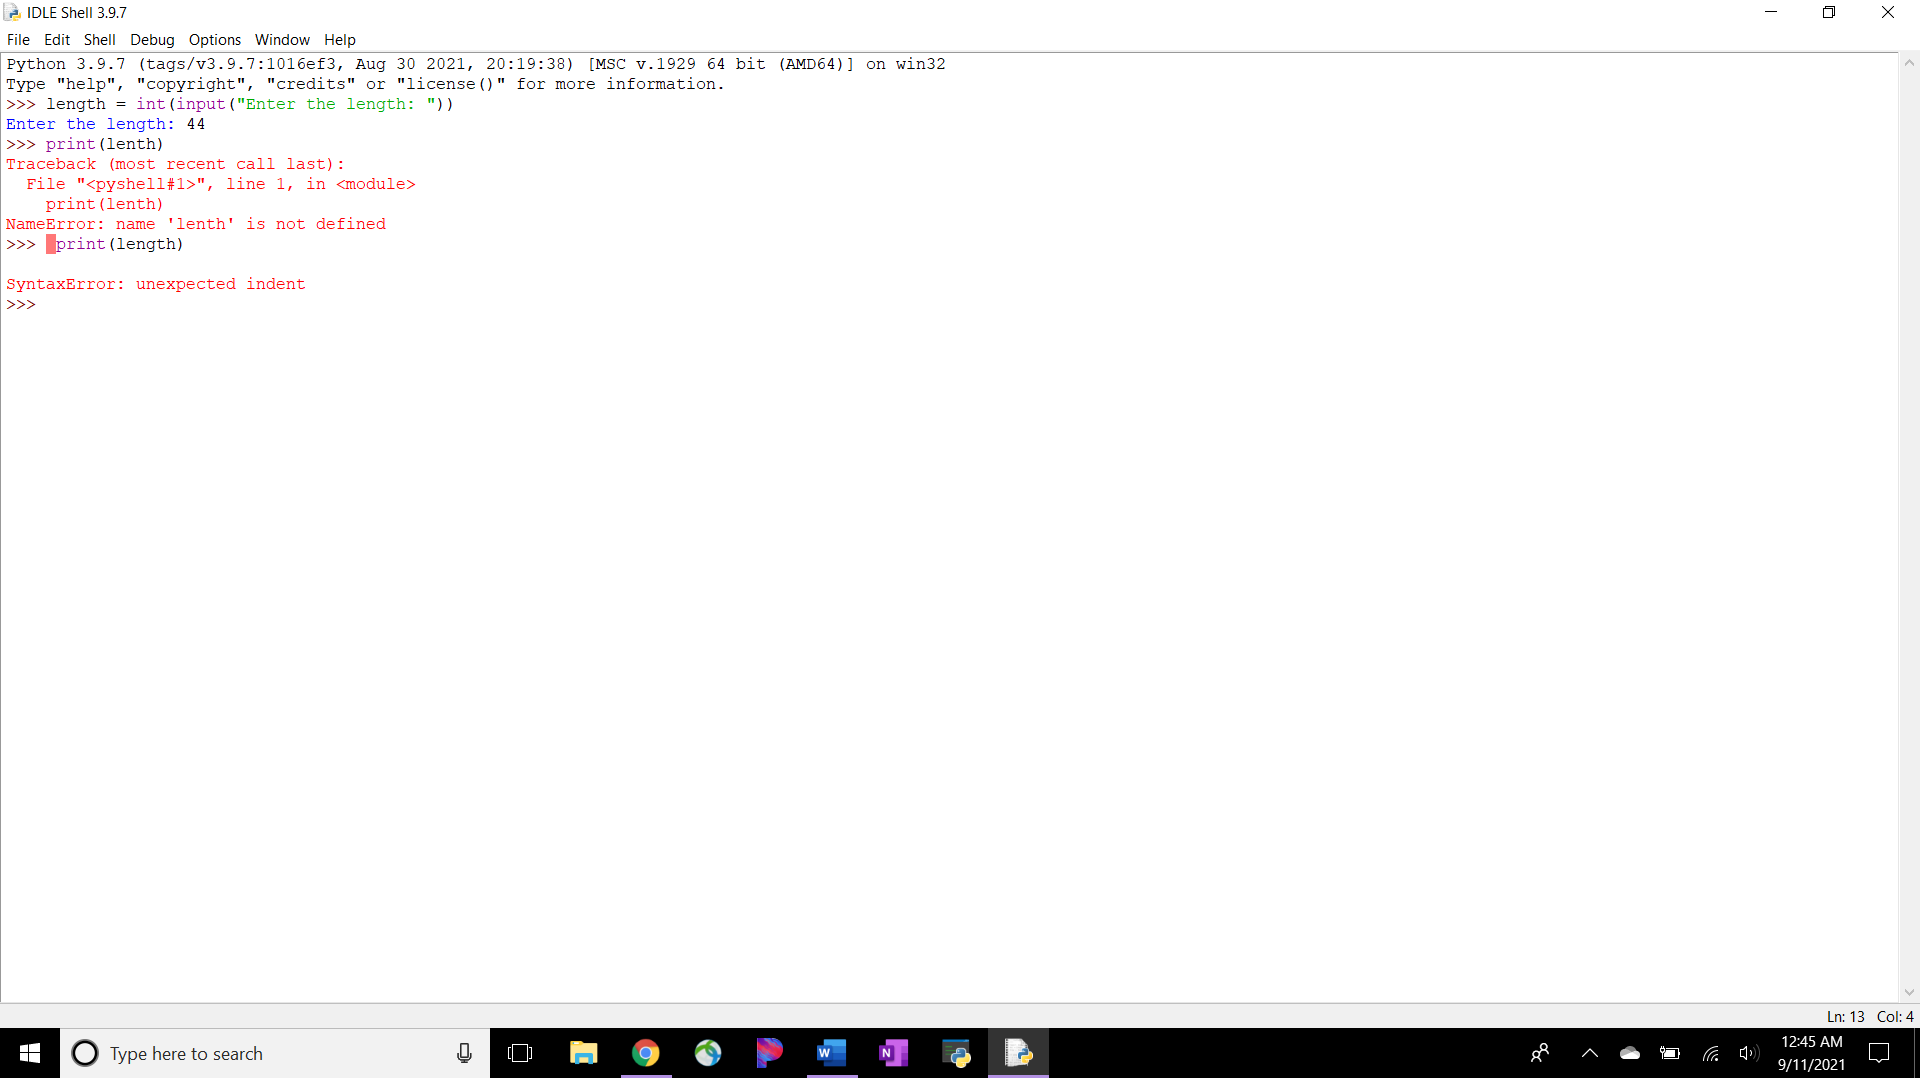 IDLE Shell 3.9.7
File Edit Shell Debug Options Window Help
Python 3.9.7 (tags/v3.9.7:1016ef3, Aug 30 2021, 20:19:38) [MSC v.1929 64 bit (AMD64)] on win32
Type "help", "copyright", "credits" or "license()" for more information.
>>> length = int(input("Enter the length: "))
Enter the length: 44
>>> print(lenth)
Traceback (most recent call last):
  File "<pyshell#1>", line 1, in <module>
    print(lenth)
NameError: name 'lenth' is not defined
>>>  print(length)
SyntaxError: unexpected indent
>>>
Ln: 13 Col: 4
Type here to search
W
N
12:45 AM
9/11/2021